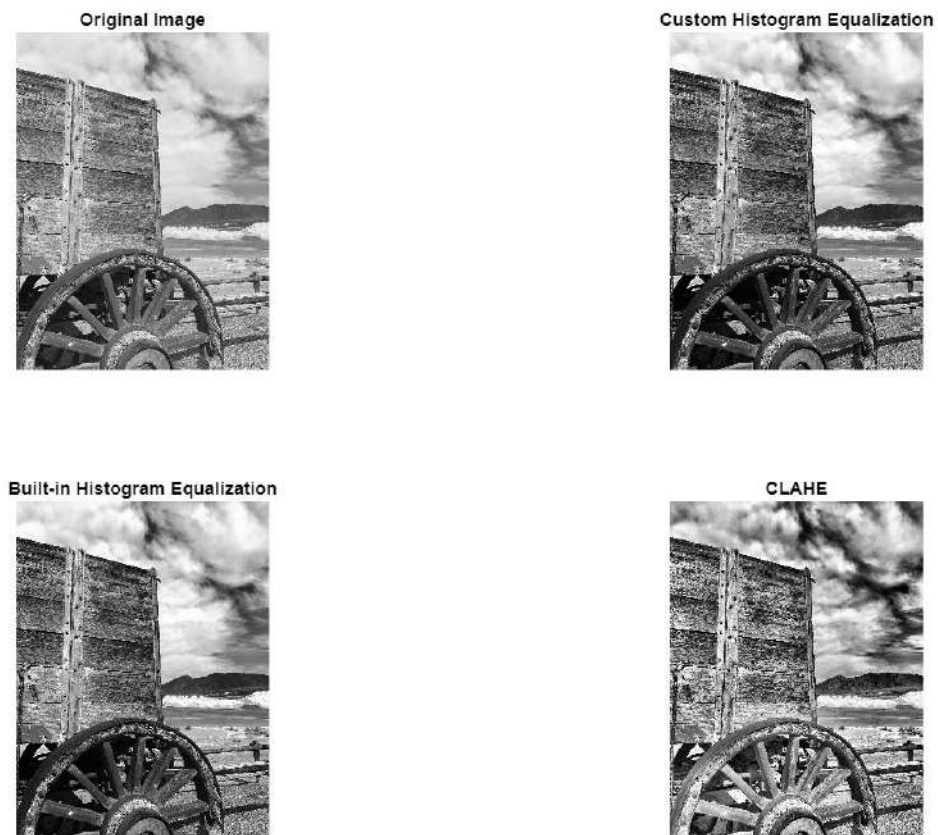 Original Image
Custom Histogram Equalization
Built-in Histogram Equalization
CLAHE